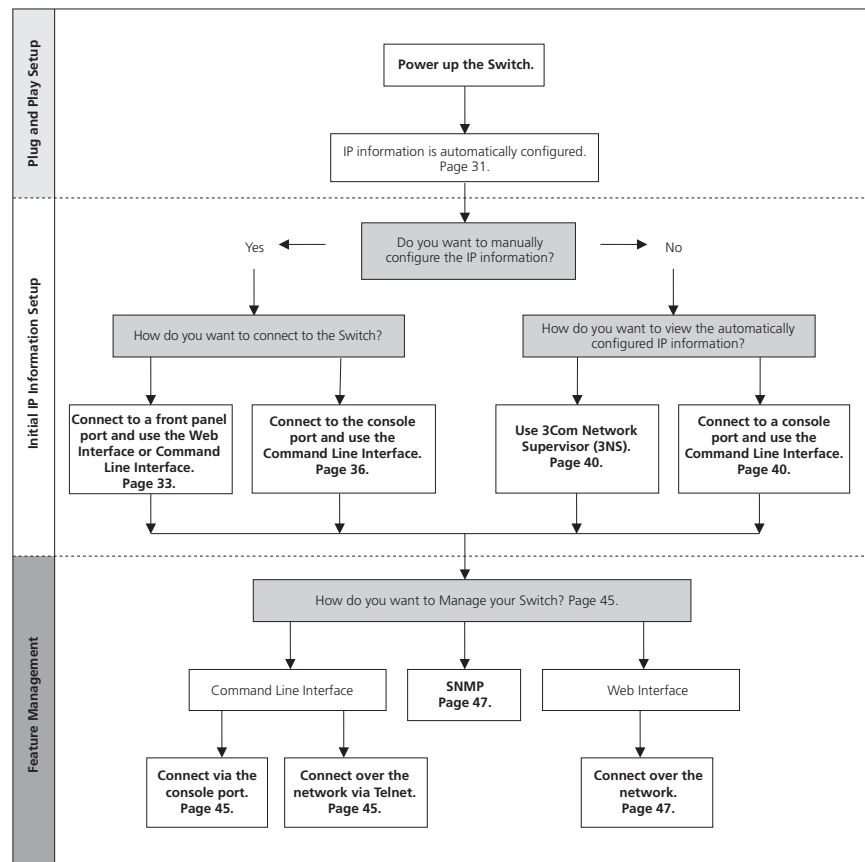 Plug and Play Setup
Power up the Switch.
IP information is automatically configured.
Page 31.
Initial IP Information Setup
Do you want to manually
configure the IP information?
Yes
No
How do you want to connect to the Switch?
How do you want to view the automatically
configured IP information?
Connect to a front panel
port and use the Web
Interface or Command
Line Interface.
Page 33.
Connect to the console
port and use the
Command Line Interface.
Page 36.
Use 3Com Network
Supervisor (3NS).
Page 40.
Connect to a console
port and use the
Command Line Interface.
Page 40.
Feature Management
How do you want to Manage your Switch? Page 45.
Command Line Interface
SNMP
Page 47.
Web Interface
Connect via the
console port.
Page 45.
Connect over the
network via Telnet.
Page 45.
Connect over the
network.
Page 47.